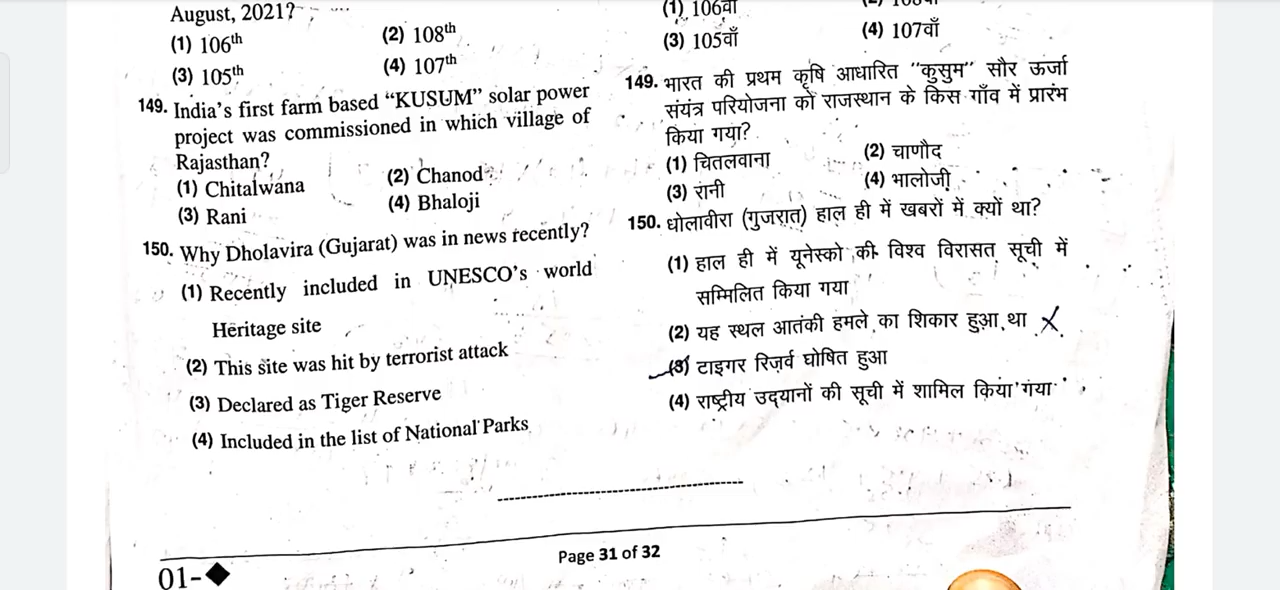 August, 2021?
(1) 106th
(2) 108th
(3) 105th
(4) 107th
149. India's first farm based "KUSUM" solar power
project was commissioned in which village of
Rajasthan?
(1) Chitalwana
(2) Chanod
(3) Rani
(4) Bhaloji
150. Why Dholavira (Gujarat) was in news recently?
(1) Recently included in UNESCO's world
Heritage site
(2) This site was hit by terrorist attack
(3) Declared as Tiger Reserve
(4) Included in the list of National Parks
(1) 106वाँ
(3) 105वाँ
(4) 107वाँ
149. भारत की प्रथम कृषि आधारित "कुसुम" सौर ऊर्जा
संयंत्र परियोजना को राजस्थान के किस गाँव में प्रारंभ
किया गया?
(1) चितलवाना
(2) चाणौद
(3) रानी
(4) भालोजी
150. धोलावीरा (गुजरात) हाल ही में खबरों में क्यों था?
(1) हाल ही में यूनेस्को की विश्व विरासत सूची में
सम्मिलित किया गया
(2) यह स्थल आतंकी हमले का शिकार हुआ था
(3) टाइगर रिज़र्व घोषित हुआ
(4) राष्ट्रीय उद्यानों की सूची में शामिल किया गया
Page 31 of 32
01-◆